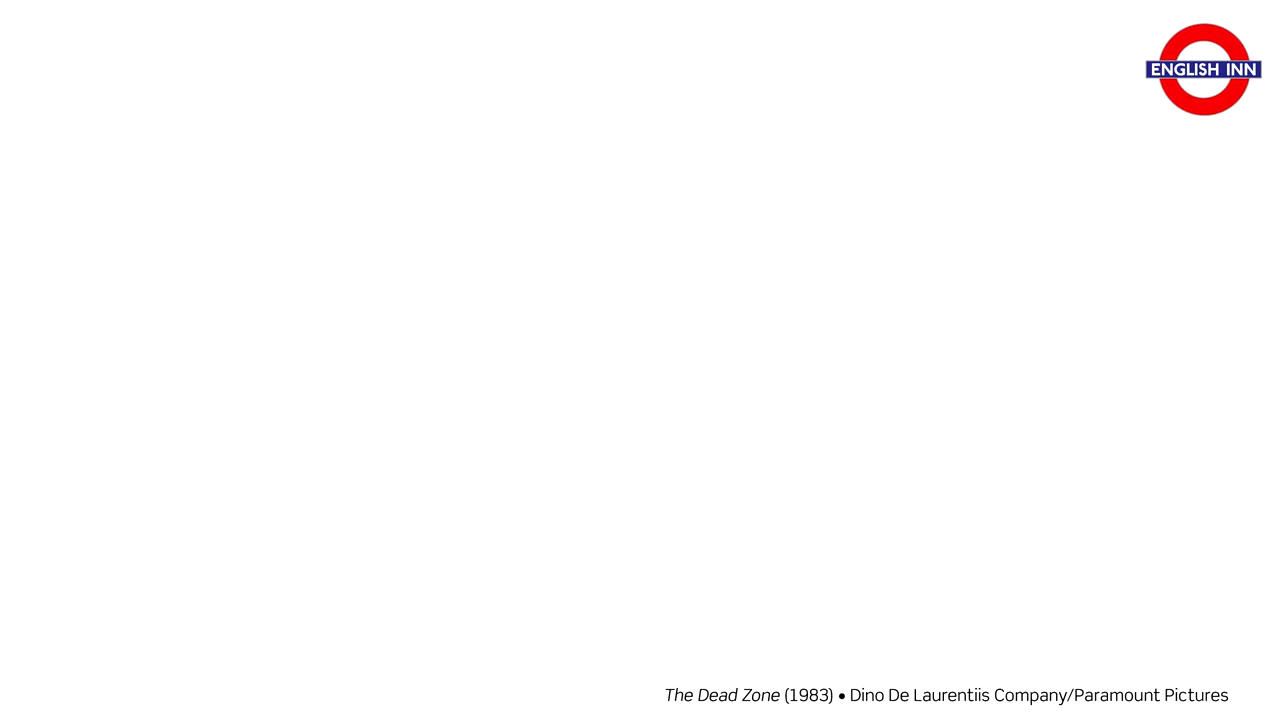 ENGLISH INN
The Dead Zone (1983) • Dino De Laurentiis Company/Paramount Pictures